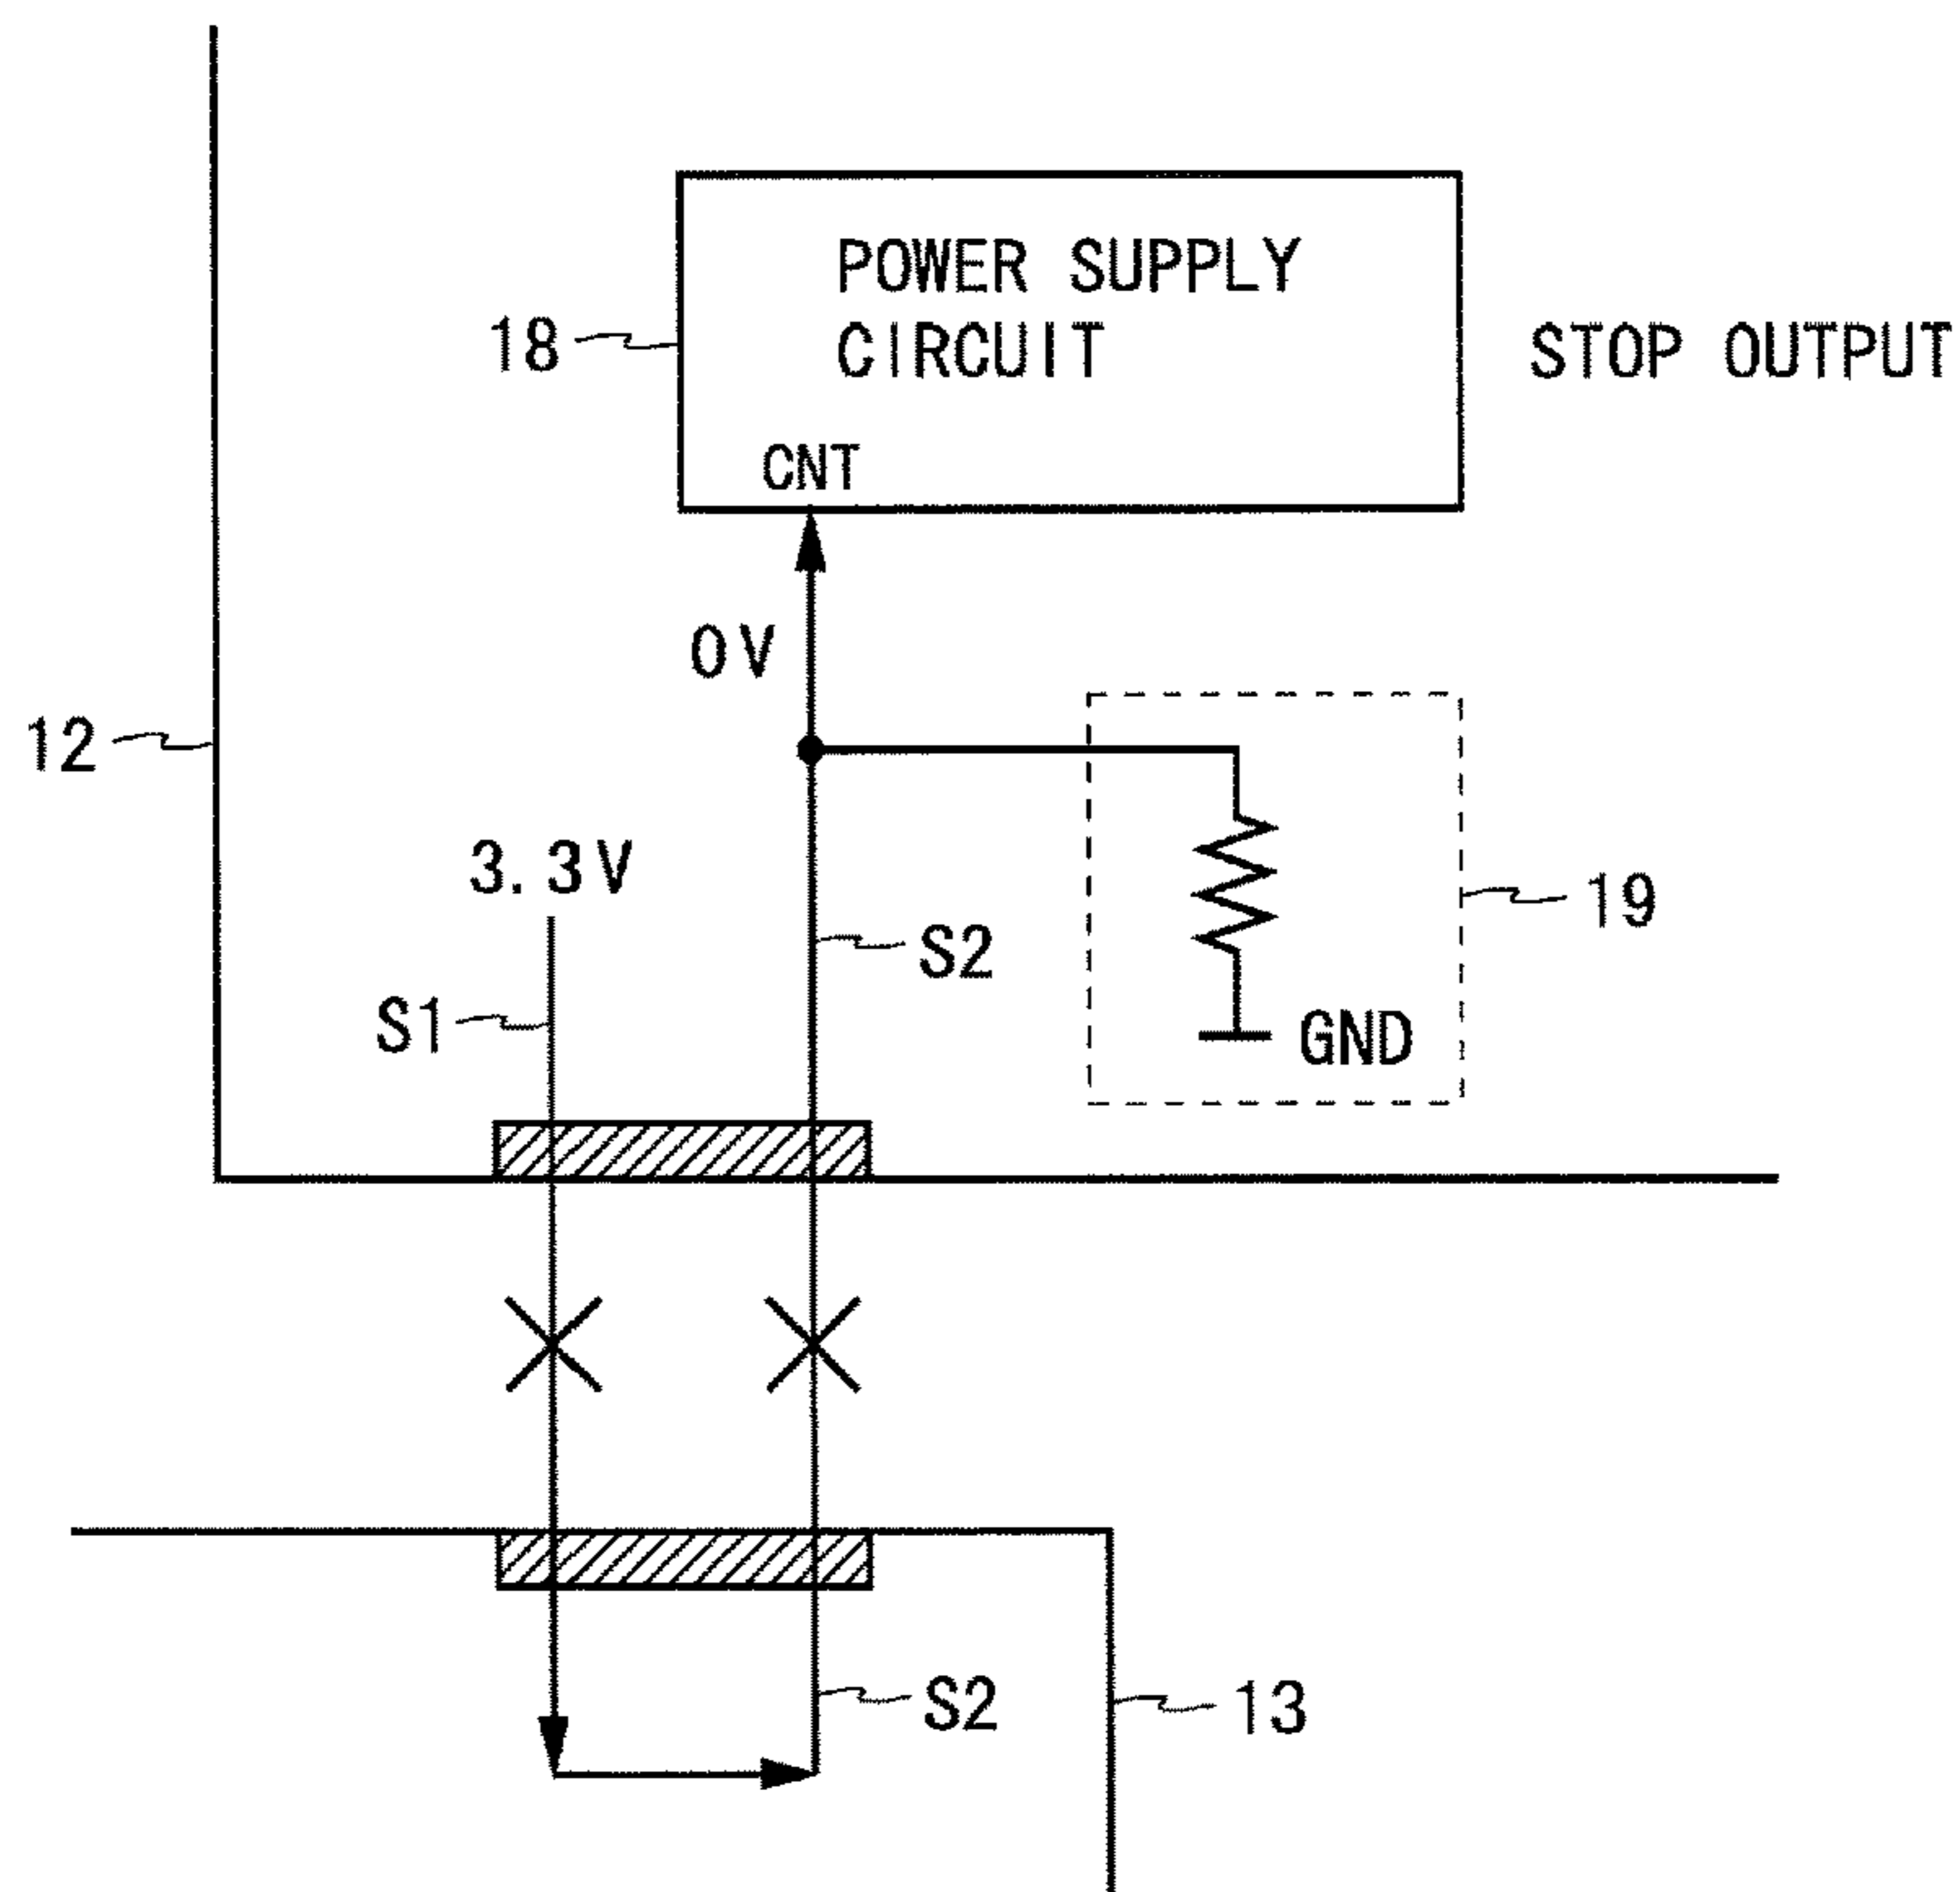 POWER SUPPLY
CIRCUIT
18
STOP OUTPUT
CNT
0V
12
3.3V
19
S2
S1
GND
S2
13